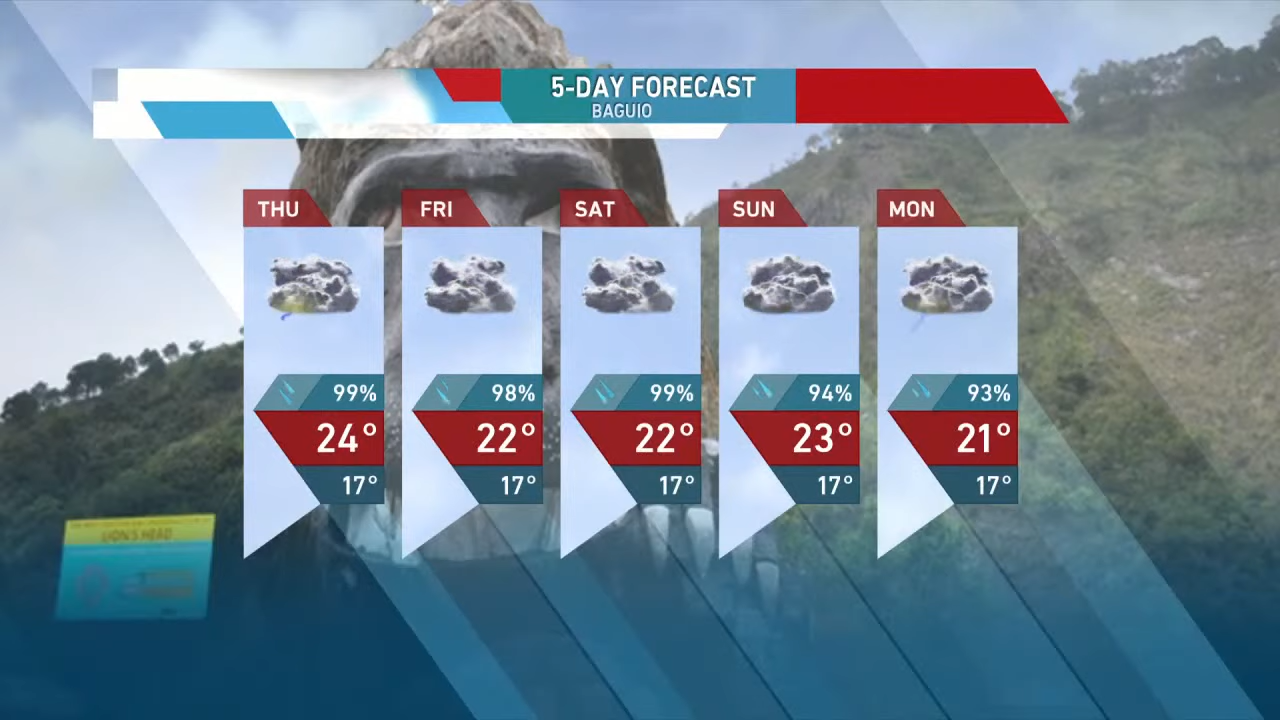 5-DAY FORECAST
BAGUIO
THU
FRI
SAT
SUN
MON
99%
98%
99%
94%
93%
24°
22°
22°
23°
21°
17°
17°
17°
17°
17°
LION'S HEAD